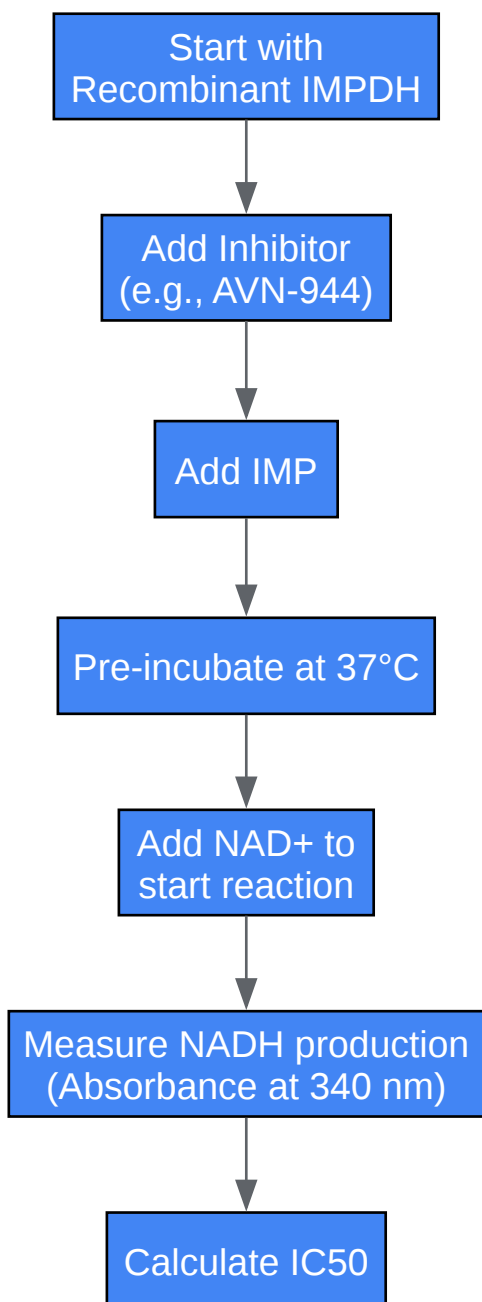 Start with
Recombinant IMPDH
Add Inhibitor
(e.g., AVN-944)
Add IMP
Pre-incubate at 37°C
Add NAD+ to
start reaction
Measure NADH production
(Absorbance at 340 nm)
Calculate IC50